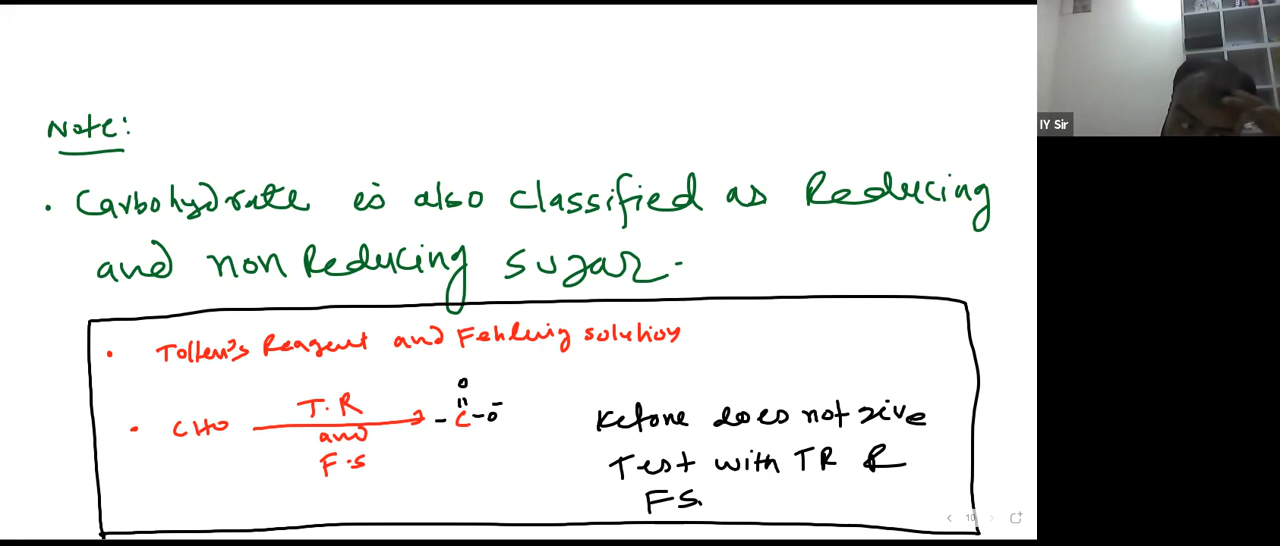 Note:
• Carbohydrate is also classified as Reducing
and non Reducing sugar.
• Tollen's Reagent and Fehling solution
• CHO T.R and F.S -C-O⁻
O
Ketone does not give
Test with TR &
FS.
IY Sir
10